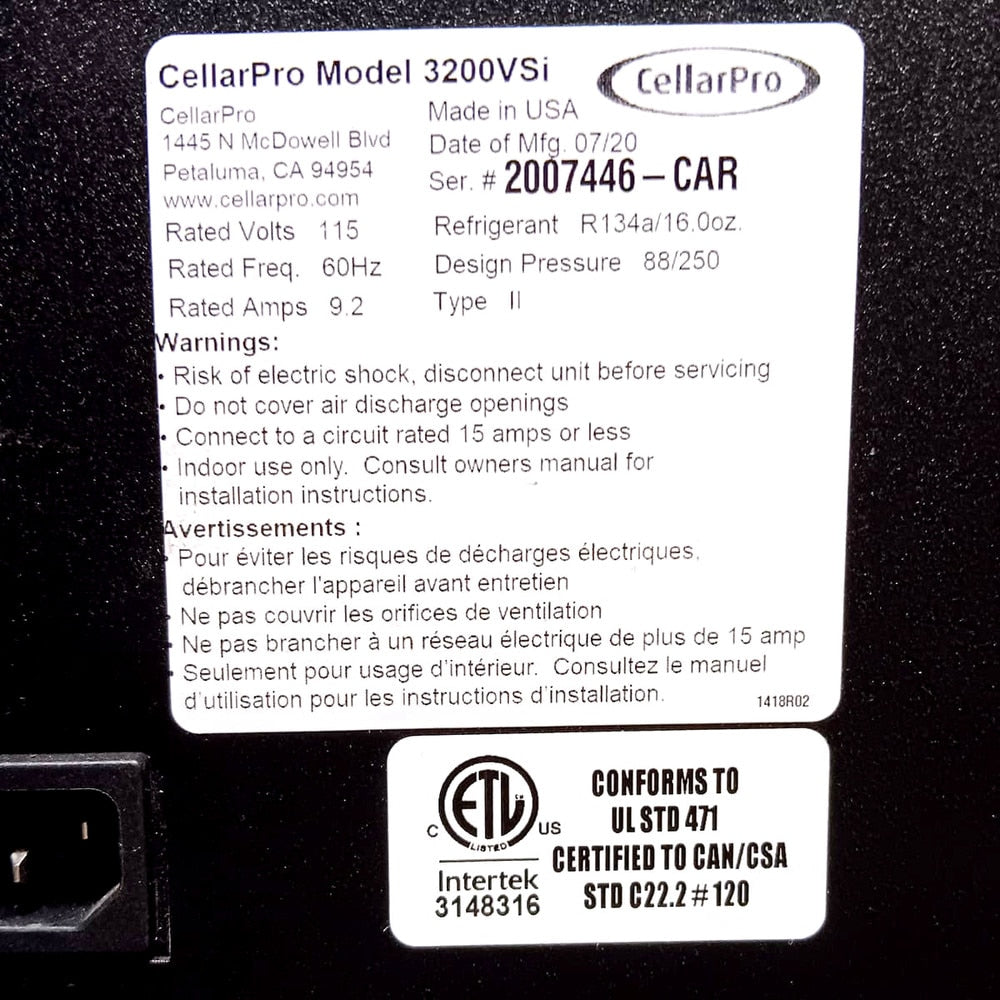 CellarPro Model 3200VSi
CellarPro
CellarPro
1445 N McDowell Blvd
Petaluma, CA 94954
www.cellarpro.com
Rated Volts 115
Rated Freq. 60Hz
Rated Amps 9.2
Made in USA
Date of Mfg. 07/20
Ser. # 2007446-CAR
Refrigerant R134a/16.0oz.
Design Pressure 88/250
Type II
Warnings:
• Risk of electric shock, disconnect unit before servicing
• Do not cover air discharge openings
• Connect to a circuit rated 15 amps or less
• Indoor use only. Consult owners manual for
installation instructions.
Avertissements :
• Pour éviter les risques de décharges électriques,
débrancher l'appareil avant entretien
• Ne pas couvrir les orifices de ventilation
• Ne pas brancher à un réseau électrique de plus de 15 amp
• Seulement pour usage d'intérieur. Consultez le manuel
d'utilisation pour les instructions d'installation.
1418R02
ETL CM
LISTED
C US
Intertek
3148316
CONFORMS TO
UL STD 471
CERTIFIED TO CAN/CSA
STD C22.2 # 120